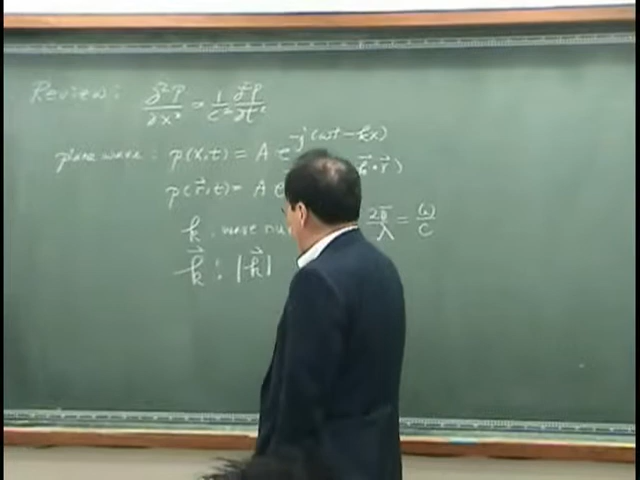 Review: ∂²p/∂x² = 1/c² ∂²p/∂t²
plane wave: p(x,t) = A e^-j(ωt-kx)
p(r⃗,t) = A e k⃗·r⃗)
k: wave nu 2π/λ = ω/c
k⃗: |k⃗|